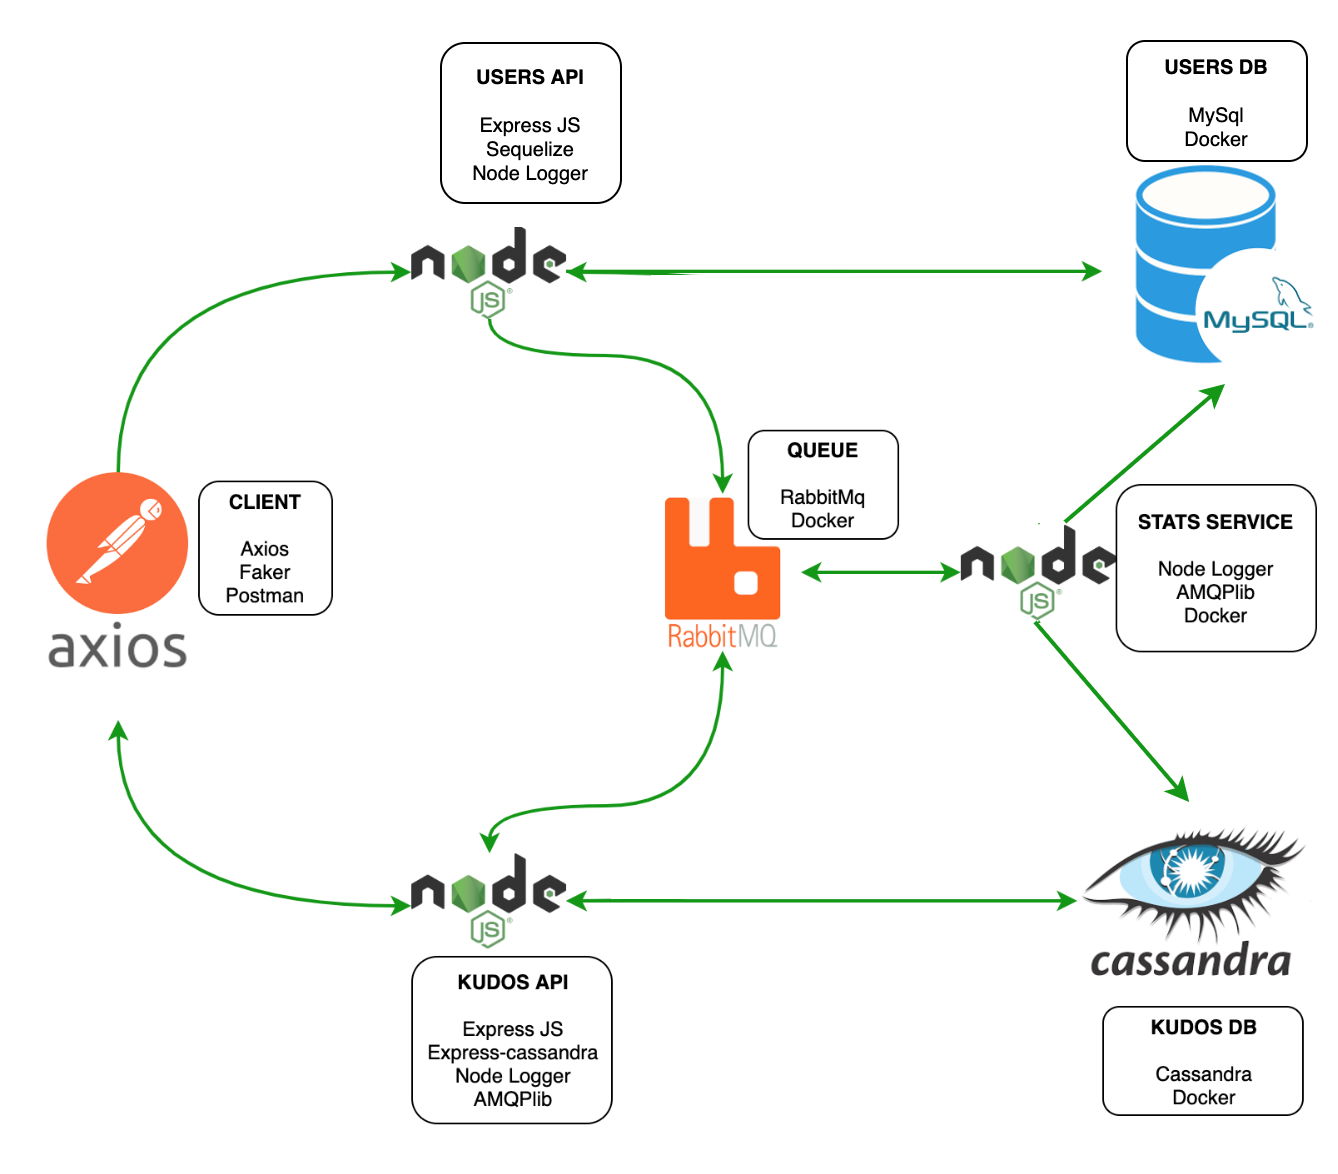 USERS API
Express JS
Sequelize
Node Logger
USERS DB
MySql
Docker
node
JS
MySQL
CLIENT
Axios
Faker
Postman
axios
QUEUE
RabbitMq
Docker
RabbitMQ
node
JS
STATS SERVICE
Node Logger
AMQPlib
Docker
node
JS
KUDOS API
Express JS
Express-cassandra
Node Logger
AMQPlib
cassandra
KUDOS DB
Cassandra
Docker